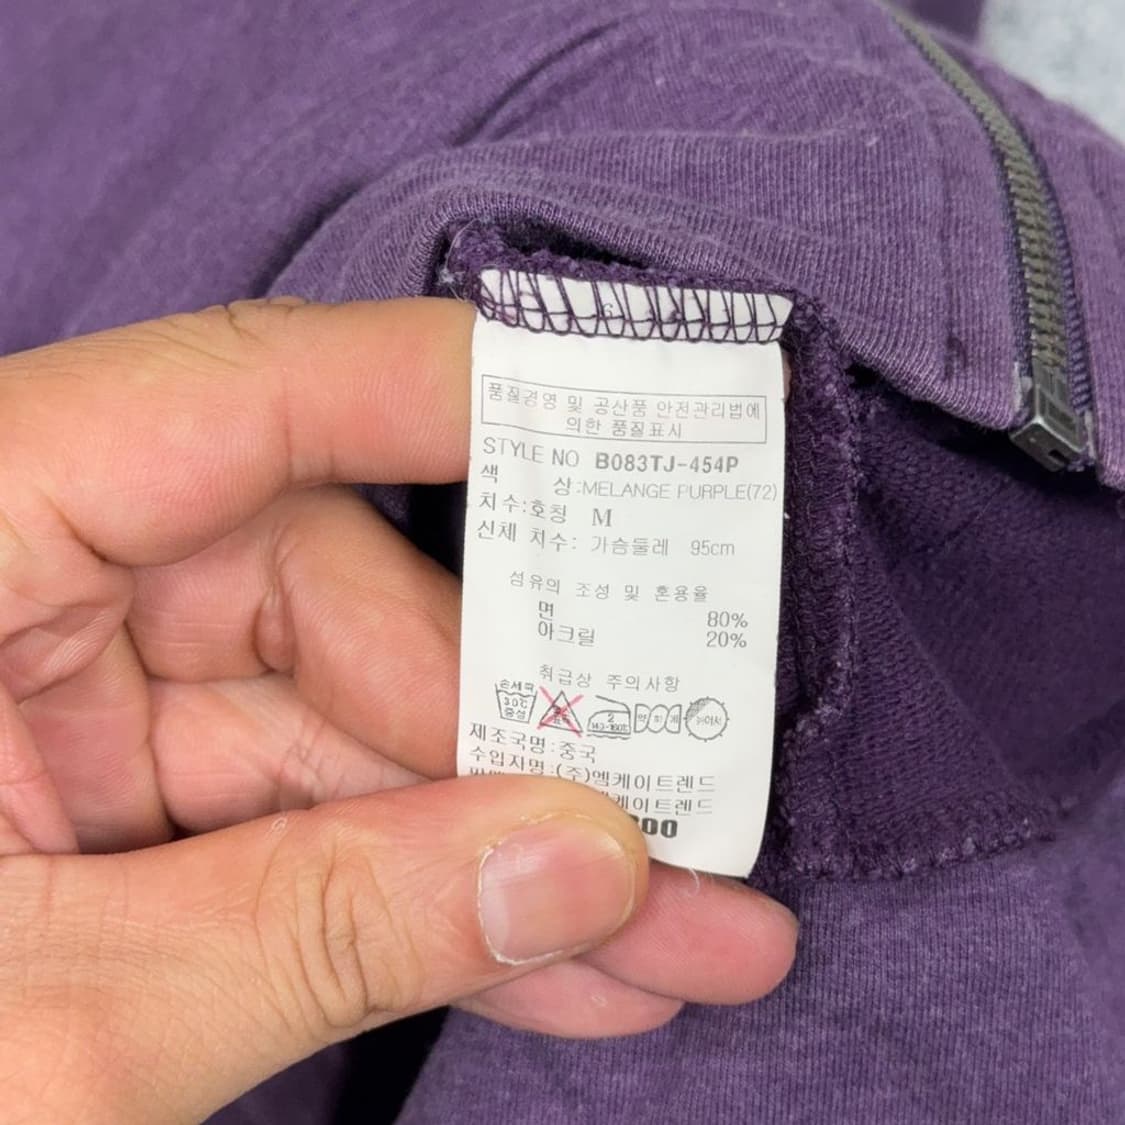 품질경영 및 공산품 안전관리법에
의한 품질표시
STYLE NO B083TJ-454P
색 상:MELANGE PURPLE(72)
치수:호칭 M
신체 치수: 가슴둘레 95cm
섬유의 조성 및 혼용율
면 80%
아크릴 20%
취급상 주의사항
손세탁
30℃
중성
2
140-160℃
제조국명:중국
수입자명:(주)엠케이트렌드
케이트렌드